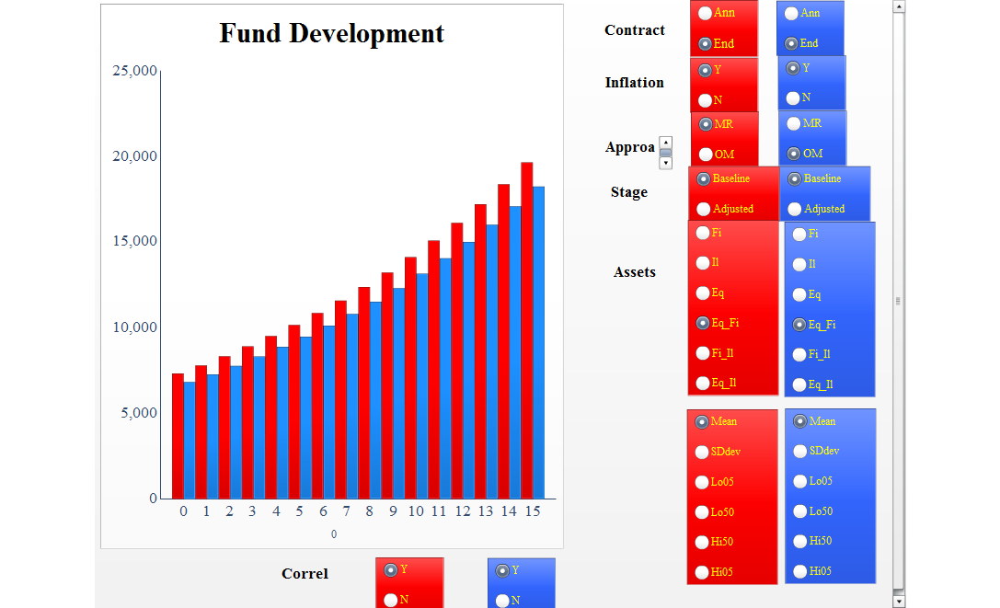 Fund Development
25,000
20,000
15,000
10,000
5,000
0
0 1 2 3 4 5 6 7 8 9 10 11 12 13 14 15
0
Contract
Ann
End
Ann
End
Inflation
Y
N
Y
N
Approa
MR
OM
MR
OM
Stage
Baseline
Adjusted
Baseline
Adjusted
Assets
Fi
Il
Eq
Eq_Fi
Fi_Il
Eq_Il
Fi
Il
Eq
Eq_Fi
Fi_Il
Eq_Il
Mean
SDdev
Lo05
Lo50
Hi50
Hi05
Mean
SDdev
Lo05
Lo50
Hi50
Hi05
Correl
Y
N
Y
N